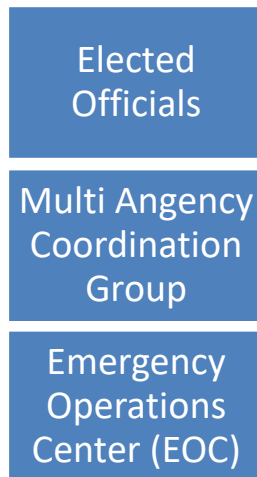 Elected
Officials
Multi Angency
Coordination
Group
Emergency
Operations
Center (EOC)